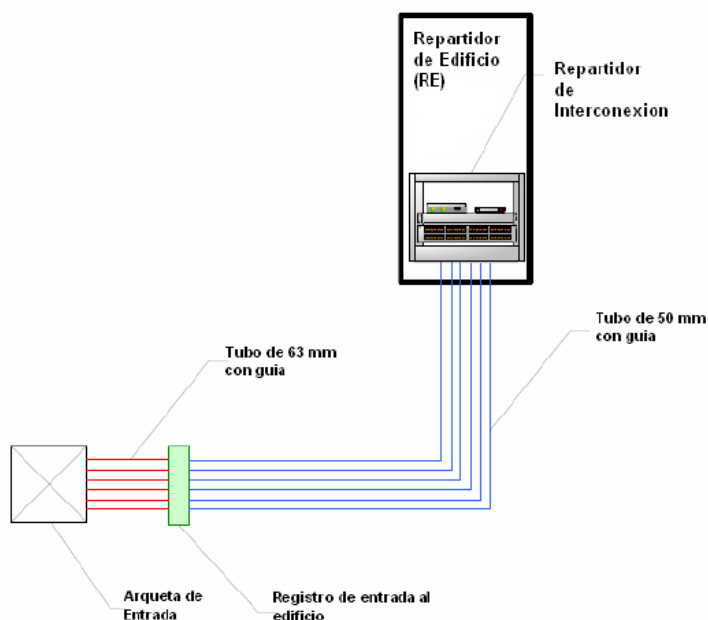 Repartidor
de Edificio
(RE)
Repartidor
de
Interconexion
Tubo de 50 mm
con guia
Tubo de 63 mm
con guia
Arqueta de
Entrada
Registro de entrada al
edificio